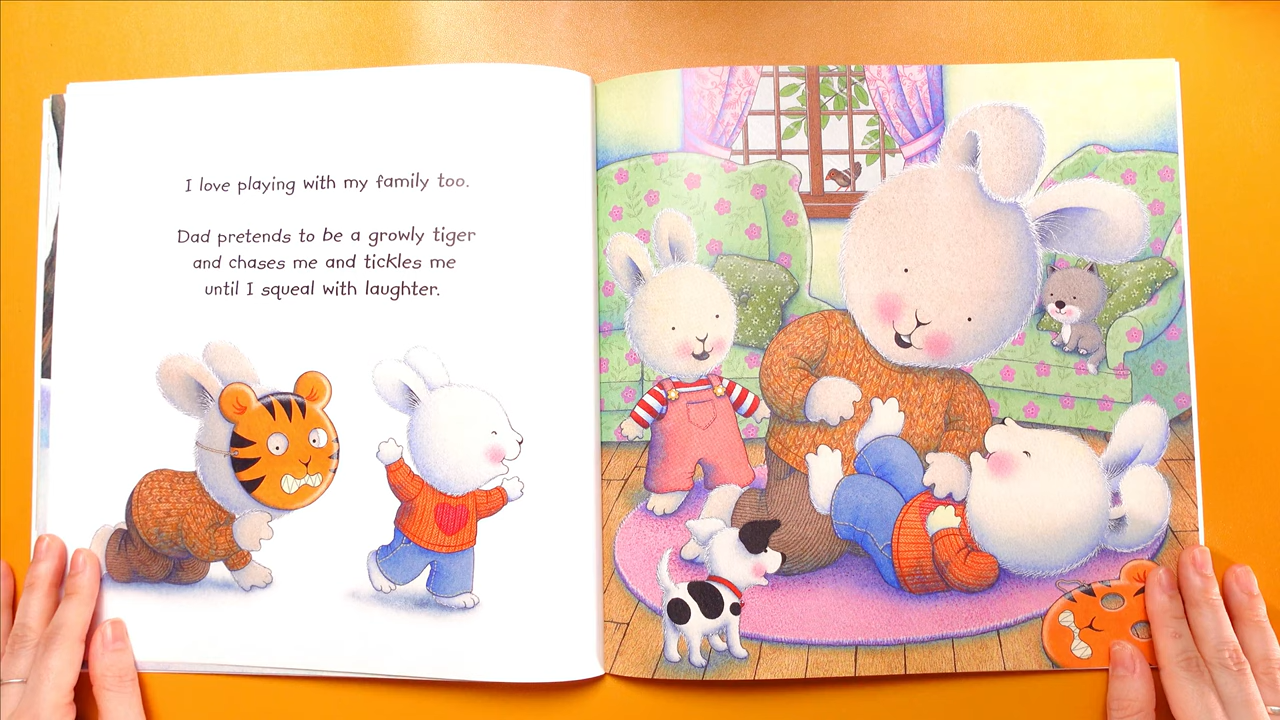 I love playing with my family too.
Dad pretends to be a growly tiger
and chases me and tickles me
until I squeal with laughter.